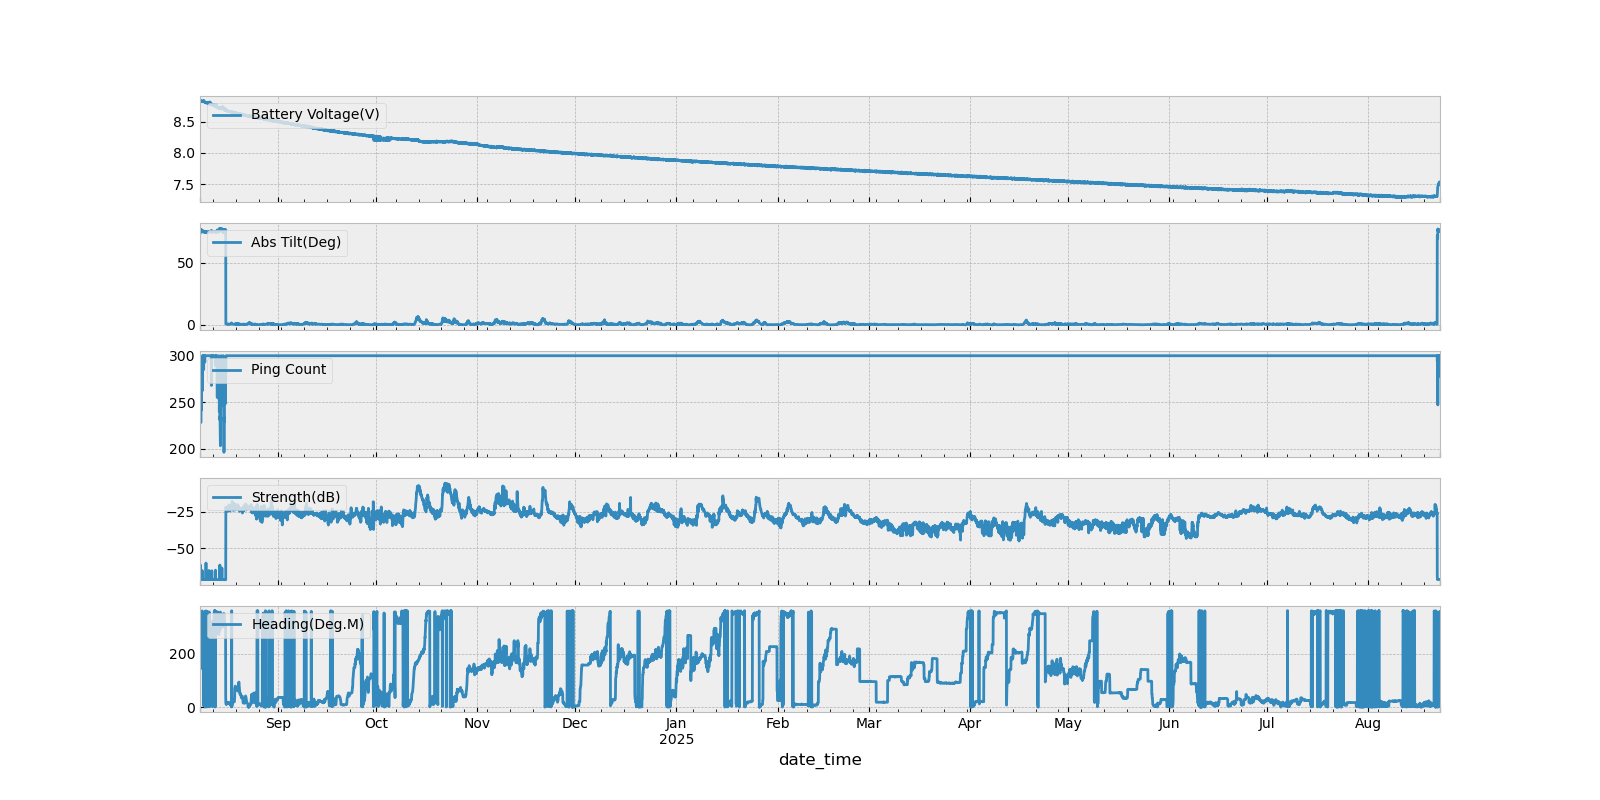 Battery Voltage(V)
8.5
8.0
7.5
Abs Tilt(Deg)
50
0
300
Ping Count
250
200
Strength(dB)
−25
−50
Heading(Deg.M)
200
0
Sep Oct Nov Dec Jan Feb Mar Apr May Jun Jul Aug
2025
date_time